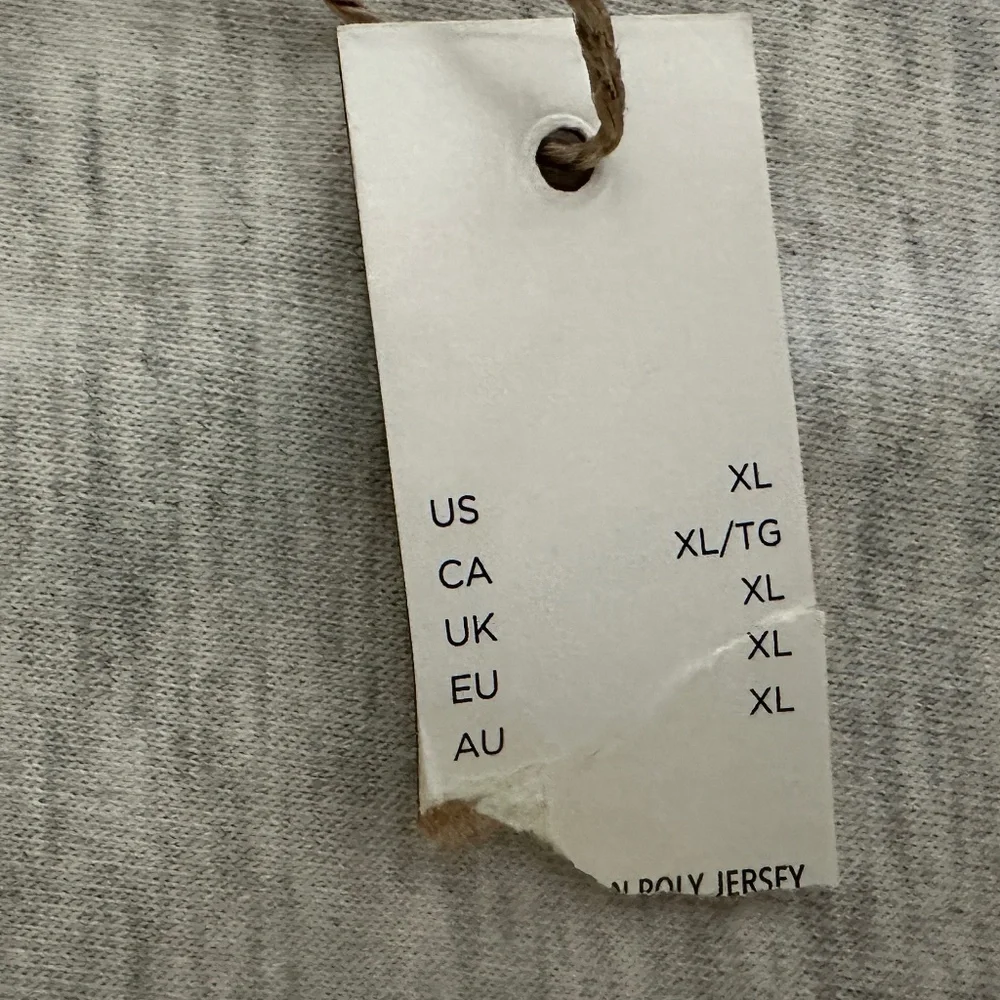 US XL
CA XL/TG
UK XL
EU XL
AU XL
POLY JERSEY